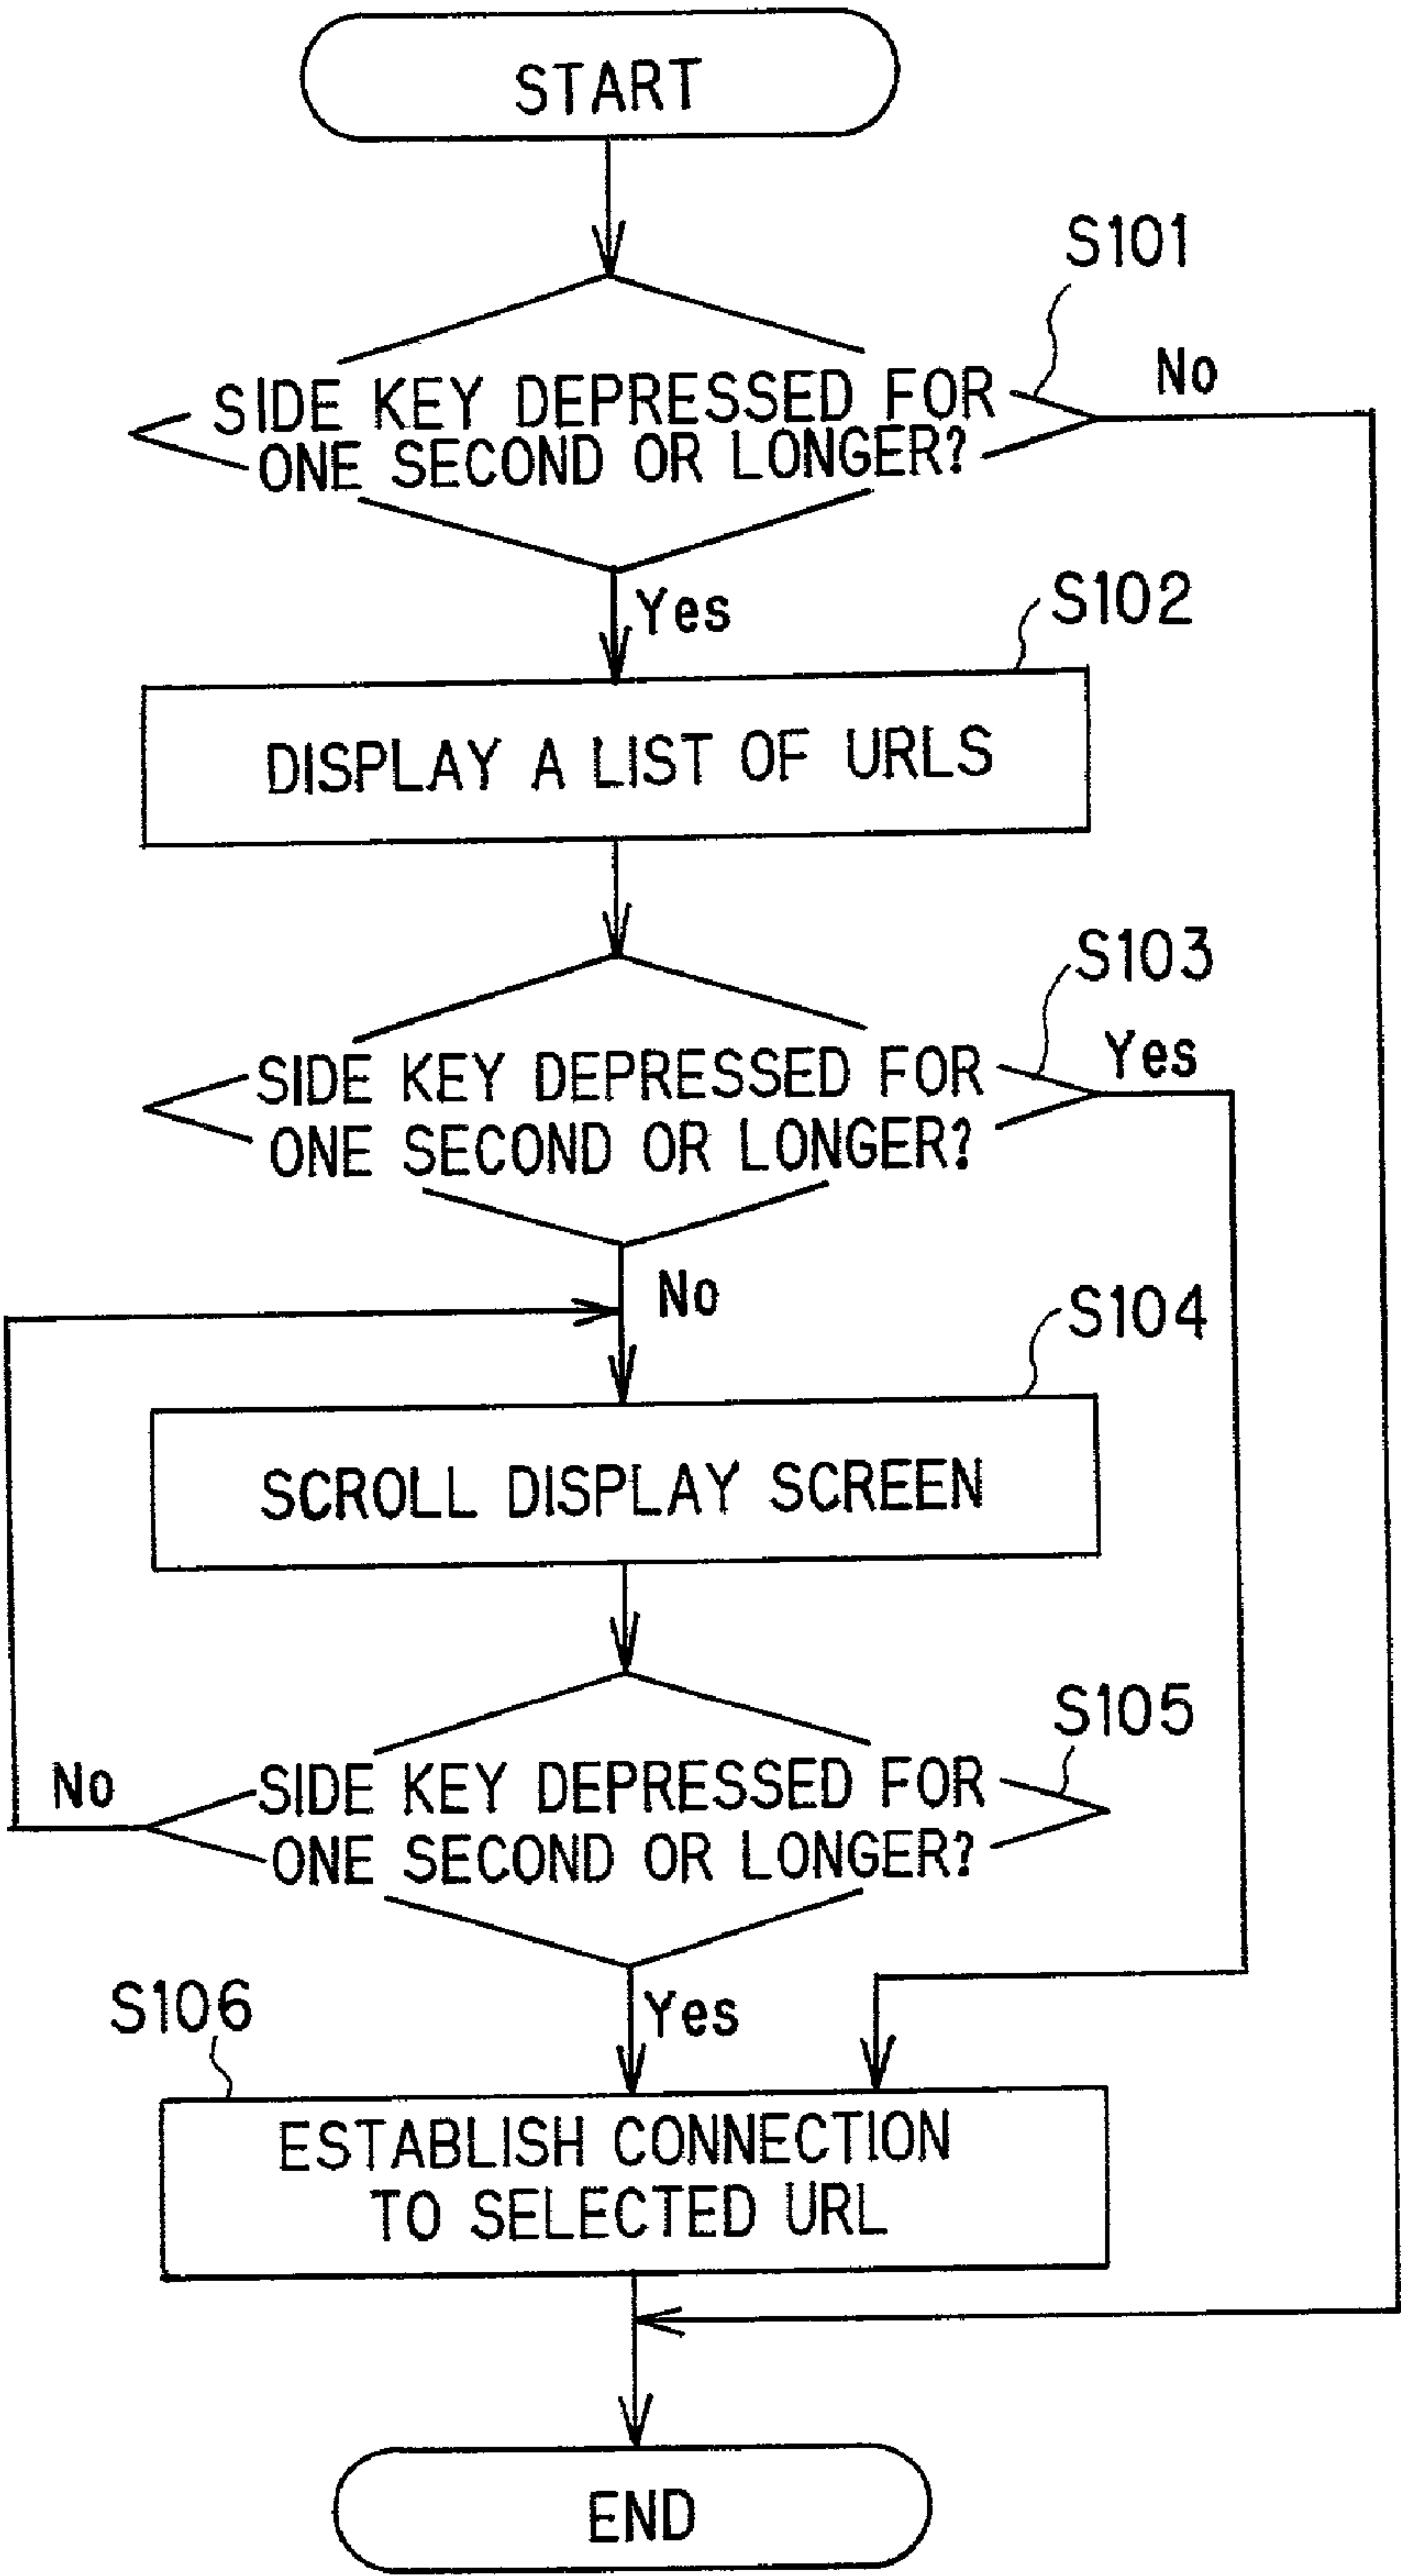 START
S101
No
SIDE KEY DEPRESSED FOR
ONE SECOND OR LONGER?
Yes
S102
DISPLAY A LIST OF URLS
S103
Yes
SIDE KEY DEPRESSED FOR
ONE SECOND OR LONGER?
No
S104
SCROLL DISPLAY SCREEN
S105
No
SIDE KEY DEPRESSED FOR
ONE SECOND OR LONGER?
S106
Yes
ESTABLISH CONNECTION
TO SELECTED URL
END